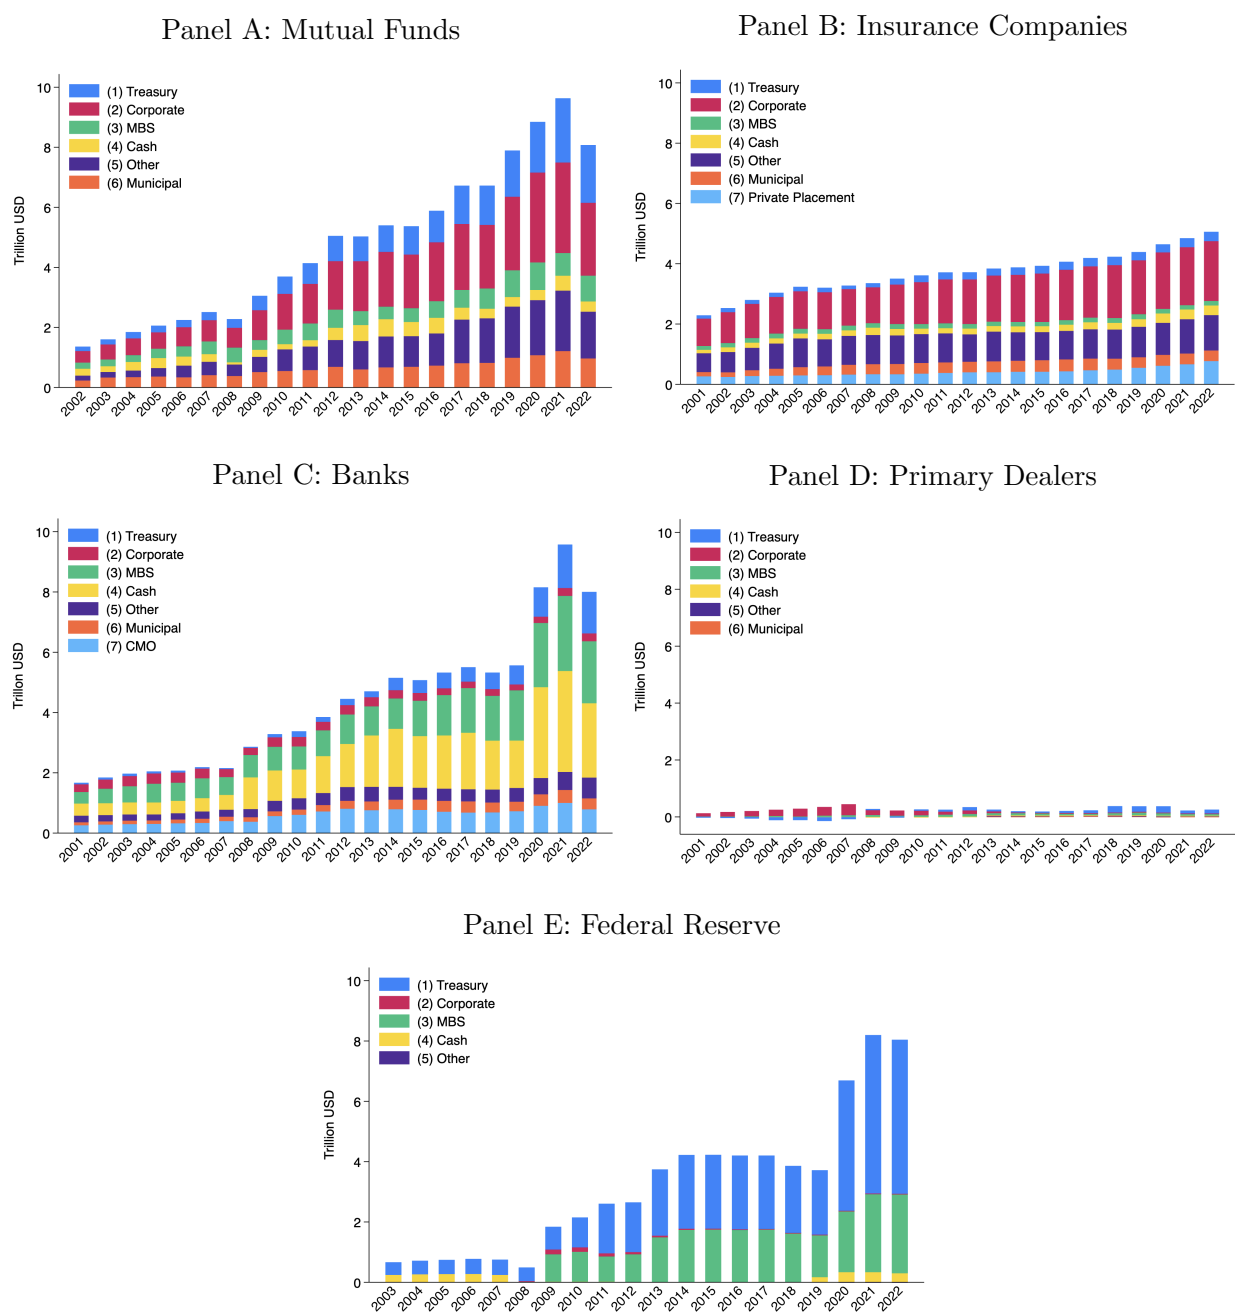 Panel A: Mutual Funds
Trillion USD
10
8
6
4
2
0
(1) Treasury
(2) Corporate
(3) MBS
(4) Cash
(5) Other
(6) Municipal
2002 2003 2004 2005 2006 2007 2008 2009 2010 2011 2012 2013 2014 2015 2016 2017 2018 2019 2020 2021 2022
Panel B: Insurance Companies
Trillion USD
10
8
6
4
2
0
(1) Treasury
(2) Corporate
(3) MBS
(4) Cash
(5) Other
(6) Municipal
(7) Private Placement
2001 2002 2003 2004 2005 2006 2007 2008 2009 2010 2011 2012 2013 2014 2015 2016 2017 2018 2019 2020 2021 2022
Panel C: Banks
Trillon USD
10
8
6
4
2
0
(1) Treasury
(2) Corporate
(3) MBS
(4) Cash
(5) Other
(6) Municipal
(7) CMO
2001 2002 2003 2004 2005 2006 2007 2008 2009 2010 2011 2012 2013 2014 2015 2016 2017 2018 2019 2020 2021 2022
Panel D: Primary Dealers
Trillion USD
10
8
6
4
2
0
(1) Treasury
(2) Corporate
(3) MBS
(4) Cash
(5) Other
(6) Municipal
2001 2002 2003 2004 2005 2006 2007 2008 2009 2010 2011 2012 2013 2014 2015 2016 2017 2018 2019 2020 2021 2022
Panel E: Federal Reserve
Trillion USD
10
8
6
4
2
0
(1) Treasury
(2) Corporate
(3) MBS
(4) Cash
(5) Other
2003 2004 2005 2006 2007 2008 2009 2010 2011 2012 2013 2014 2015 2016 2017 2018 2019 2020 2021 2022